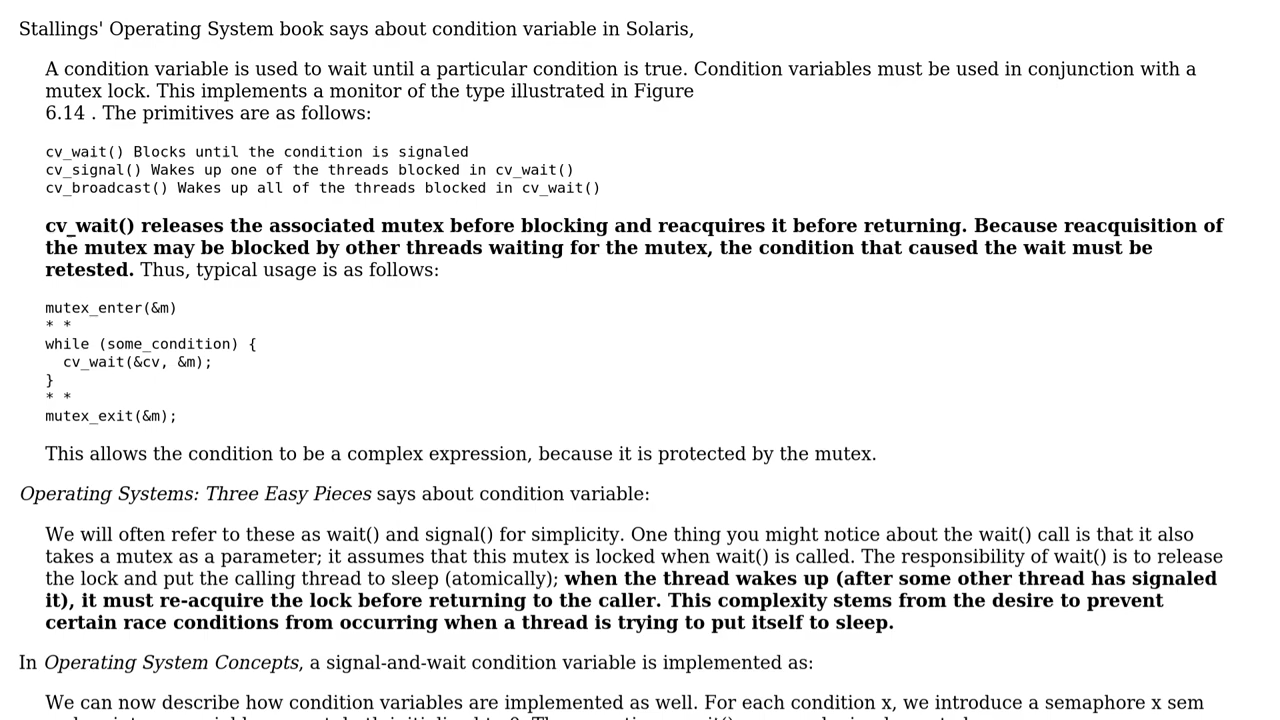 Stallings' Operating System book says about condition variable in Solaris,
A condition variable is used to wait until a particular condition is true. Condition variables must be used in conjunction with a
mutex lock. This implements a monitor of the type illustrated in Figure
6.14 . The primitives are as follows:
cv_wait() Blocks until the condition is signaled
cv_signal() Wakes up one of the threads blocked in cv_wait()
cv_broadcast() Wakes up all of the threads blocked in cv_wait()
cv_wait() releases the associated mutex before blocking and reacquires it before returning. Because reacquisition of
the mutex may be blocked by other threads waiting for the mutex, the condition that caused the wait must be
retested. Thus, typical usage is as follows:
mutex_enter(&m)
* *
while (some_condition) {
  cv_wait(&cv, &m);
}
* *
mutex_exit(&m);
This allows the condition to be a complex expression, because it is protected by the mutex.
Operating Systems: Three Easy Pieces says about condition variable:
We will often refer to these as wait() and signal() for simplicity. One thing you might notice about the wait() call is that it also
takes a mutex as a parameter; it assumes that this mutex is locked when wait() is called. The responsibility of wait() is to release
the lock and put the calling thread to sleep (atomically); when the thread wakes up (after some other thread has signaled
it), it must re-acquire the lock before returning to the caller. This complexity stems from the desire to prevent
certain race conditions from occurring when a thread is trying to put itself to sleep.
In Operating System Concepts, a signal-and-wait condition variable is implemented as:
We can now describe how condition variables are implemented as well. For each condition x, we introduce a semaphore x sem